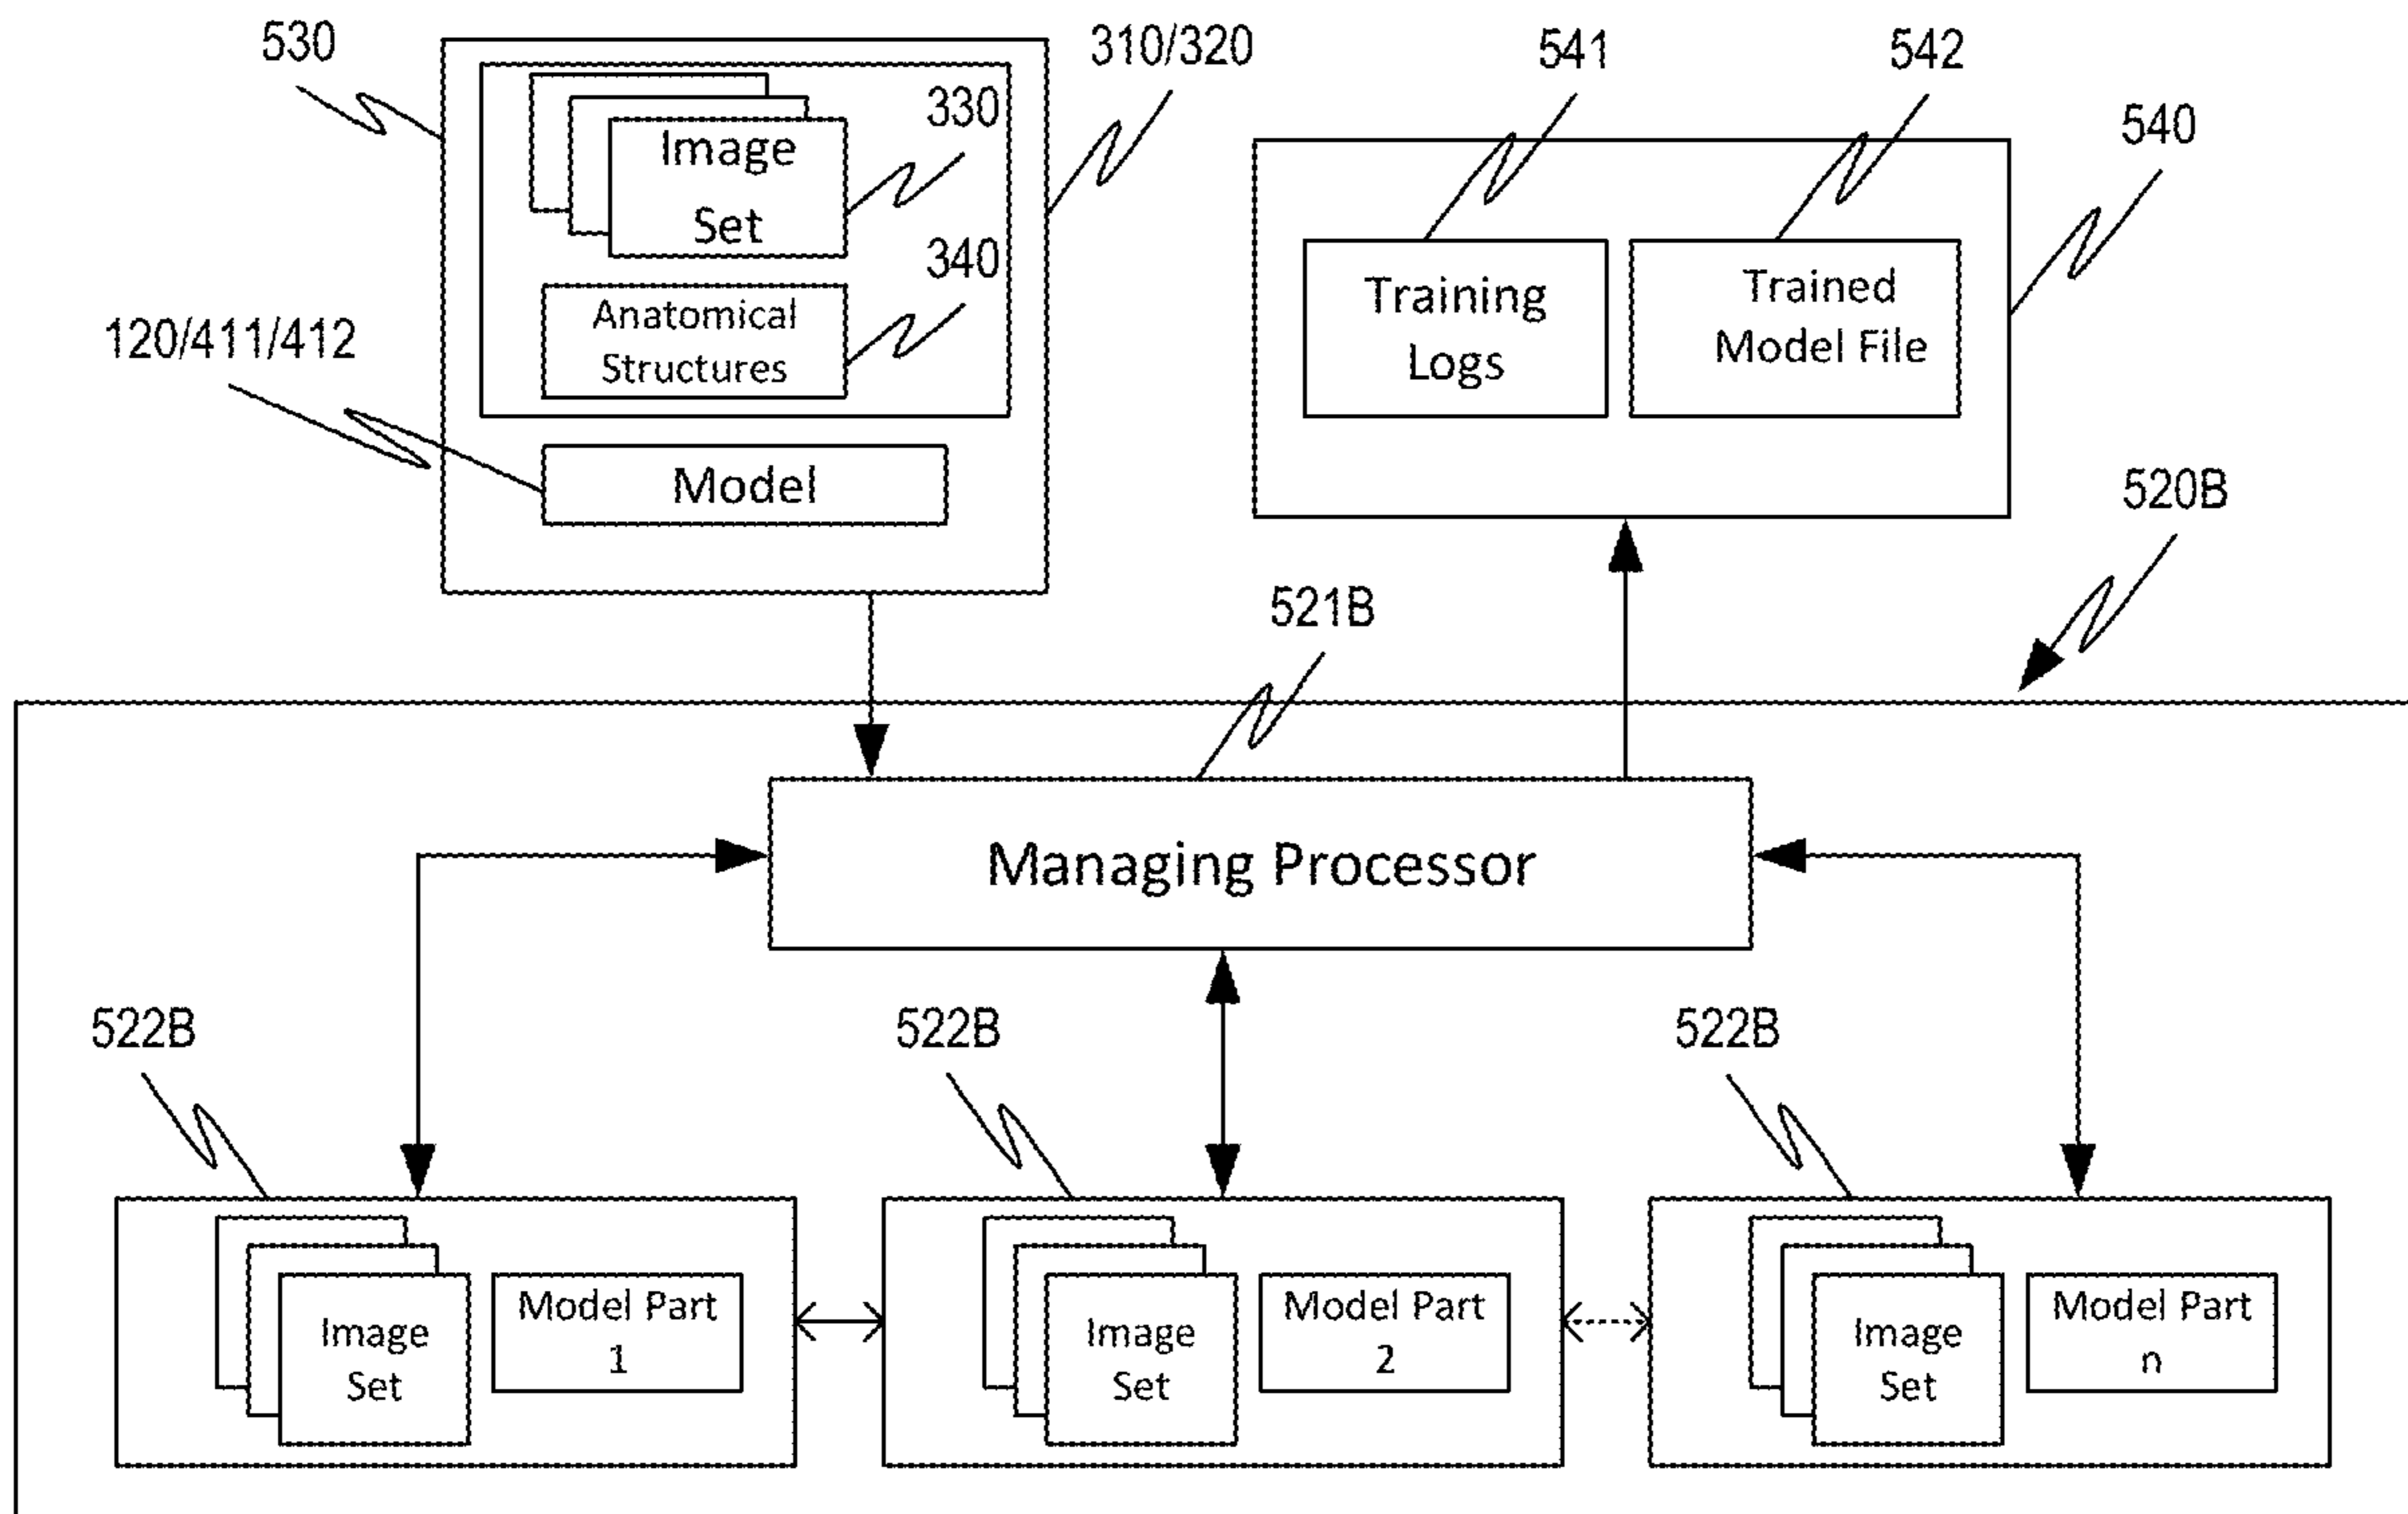 530
310/320
541
542
330
540
Image
Set
340
Anatomical
Structures
120/411/412
Training
Logs
Trained
Model File
Model
520B
521B
Managing Processor
522B
522B
522B
Image
Set
Model Part
1
Image
Set
Model Part
2
Image
Set
Model Part
n